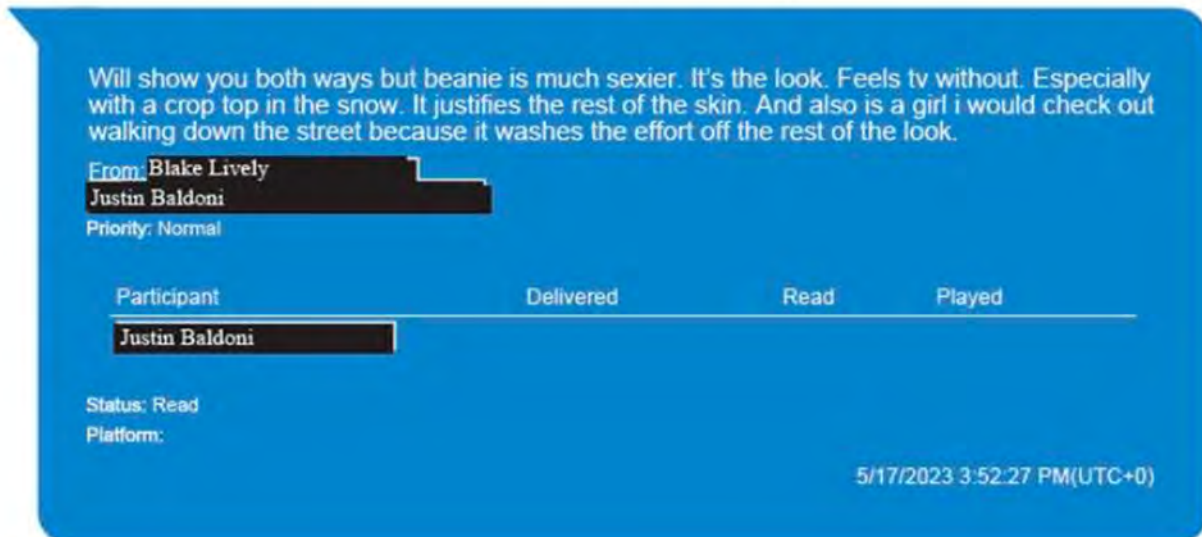 Will show you both ways but beanie is much sexier. It's the look. Feels tv without. Especially
with a crop top in the snow. It justifies the rest of the skin. And also is a girl i would check out
walking down the street because it washes the effort off the rest of the look.
From: Blake Lively
Justin Baldoni
Priority: Normal
Participant Delivered Read Played
Justin Baldoni
Status: Read
Platform:
5/17/2023 3:52:27 PM(UTC+0)